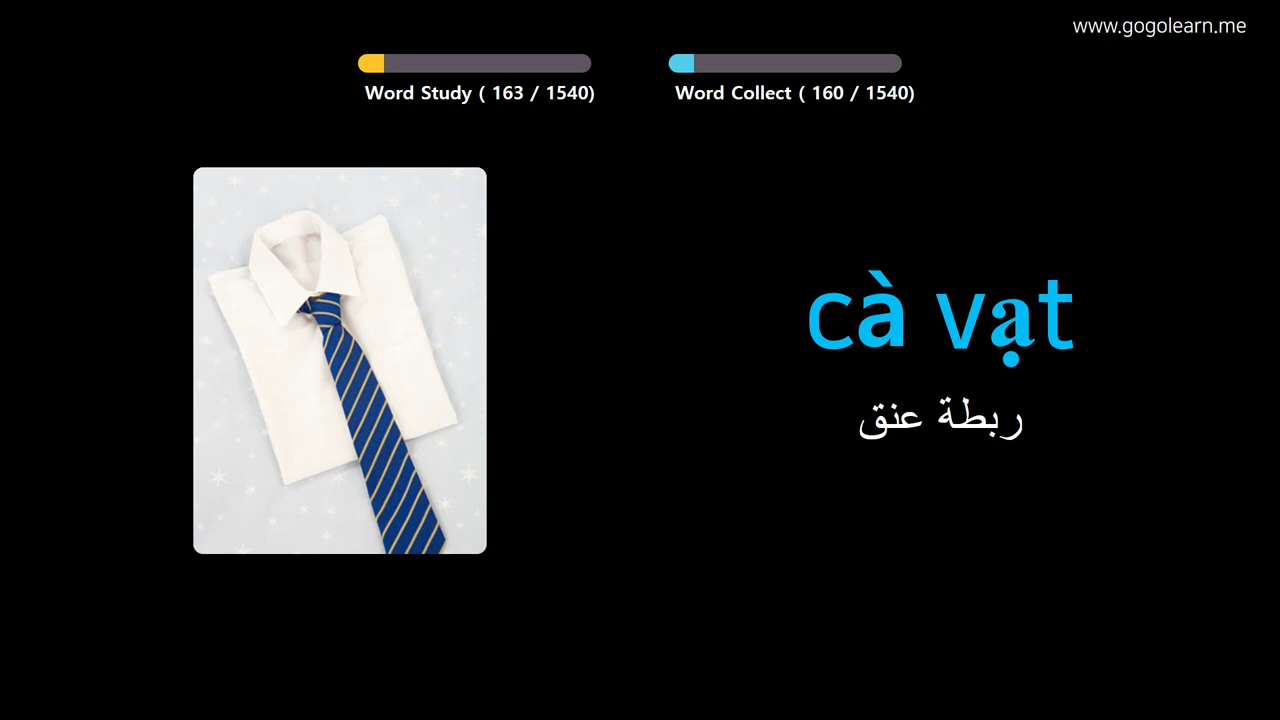 www.gogolearn.me
Word Study ( 163 / 1540)
Word Collect ( 160 / 1540)
cà vạt
ربطة عنق